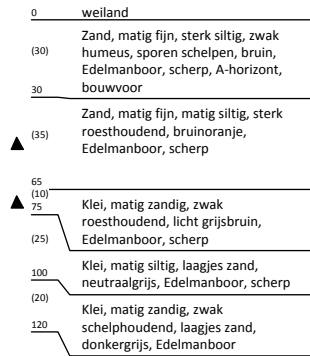 0 weiland
(30) Zand, matig fijn, sterk siltig, zwak
humeus, sporen schelpen, bruin,
Edelmanboor, scherp, A-horizont,
bouwvoor
30
Zand, matig fijn, matig siltig, sterk
(35) roesthoudend, bruinoranje,
Edelmanboor, scherp
65
(10)
75 Klei, matig zandig, zwak
roesthoudend, licht grijsbruin,
(25) Edelmanboor, scherp
100 Klei, matig siltig, laagjes zand,
neutraalgrijs, Edelmanboor, scherp
(20)
Klei, matig zandig, zwak
120 schelphoudend, laagjes zand,
donkergrijs, Edelmanboor